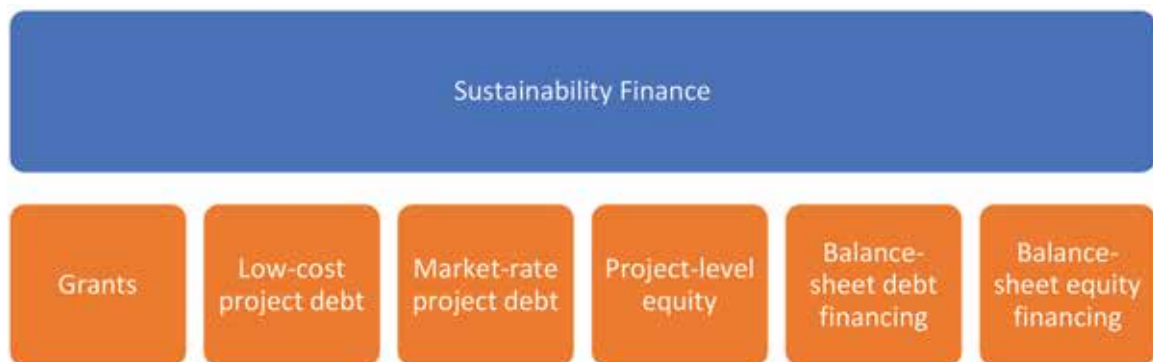 Sustainability Finance
Grants
Low-cost
project debt
Market-rate
project debt
Project-level
equity
Balance-
sheet debt
financing
Balance-
sheet equity
financing